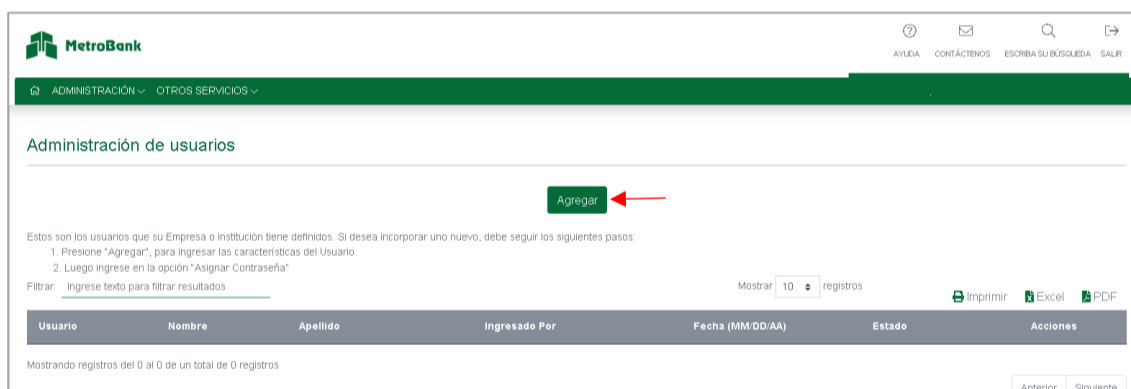 MetroBank
AYUDA CONTÁCTENOS ESCRIBA SU BÚSQUEDA SALIR
ADMINISTRACIÓN OTROS SERVICIOS
Administración de usuarios
Agregar
Estos son los usuarios que su Empresa o Institución tiene definidos. Si desea incorporar uno nuevo, debe seguir los siguientes pasos:
1. Presione "Agregar", para ingresar las características del Usuario.
2. Luego ingrese en la opción "Asignar Contraseña"
Filtrar: Ingrese texto para filtrar resultados Mostrar 10 registros
Imprimir Excel PDF
Usuario Nombre Apellido Ingresado Por Fecha (MM/DD/AA) Estado Acciones
Mostrando registros del 0 al 0 de un total de 0 registros
Anterior Siguiente